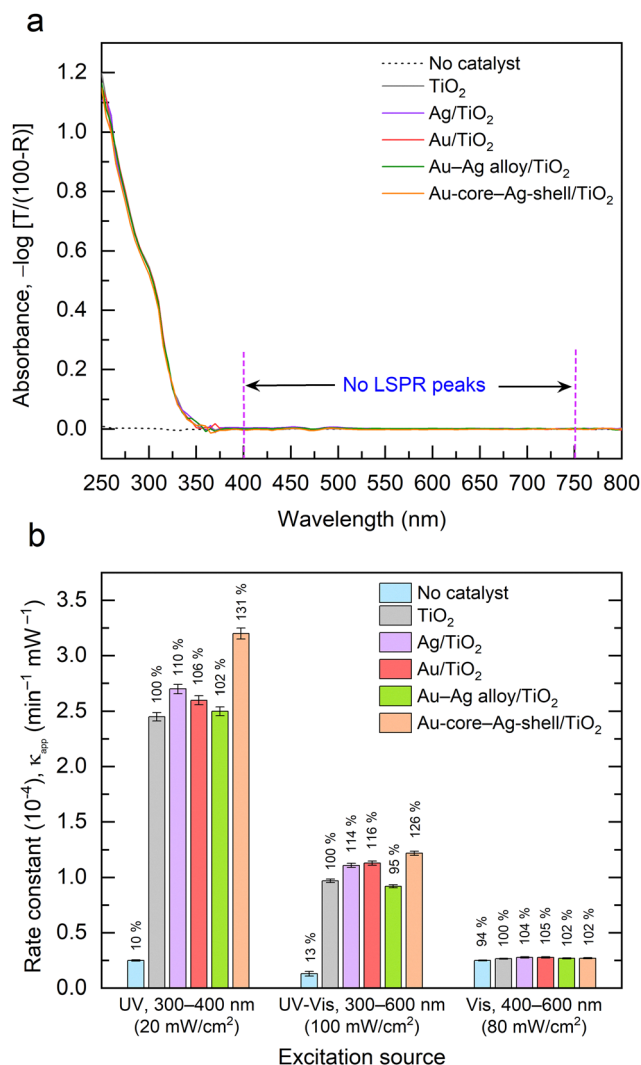 a
No catalyst
TiO₂
Ag/TiO₂
Au/TiO₂
Au–Ag alloy/TiO₂
Au-core–Ag-shell/TiO₂
Absorbance, –log [T/(100-R)]
1.2
1.0
0.8
0.6
0.4
0.2
0.0
No LSPR peaks
250 300 350 400 450 500 550 600 650 700 750 800
Wavelength (nm)
b
No catalyst
TiO₂
Ag/TiO₂
Au/TiO₂
Au–Ag alloy/TiO₂
Au-core–Ag-shell/TiO₂
Rate constant (10⁻⁴), κapp (min⁻¹ mW⁻¹)
3.5
3.0
2.5
2.0
1.5
1.0
0.5
0.0
10 %
100 %
110 %
106 %
102 %
131 %
13 %
100 %
114 %
116 %
95 %
126 %
94 %
100 %
104 %
105 %
102 %
102 %
UV, 300–400 nm UV-Vis, 300–600 nm Vis, 400–600 nm
(20 mW/cm²) (100 mW/cm²) (80 mW/cm²)
Excitation source